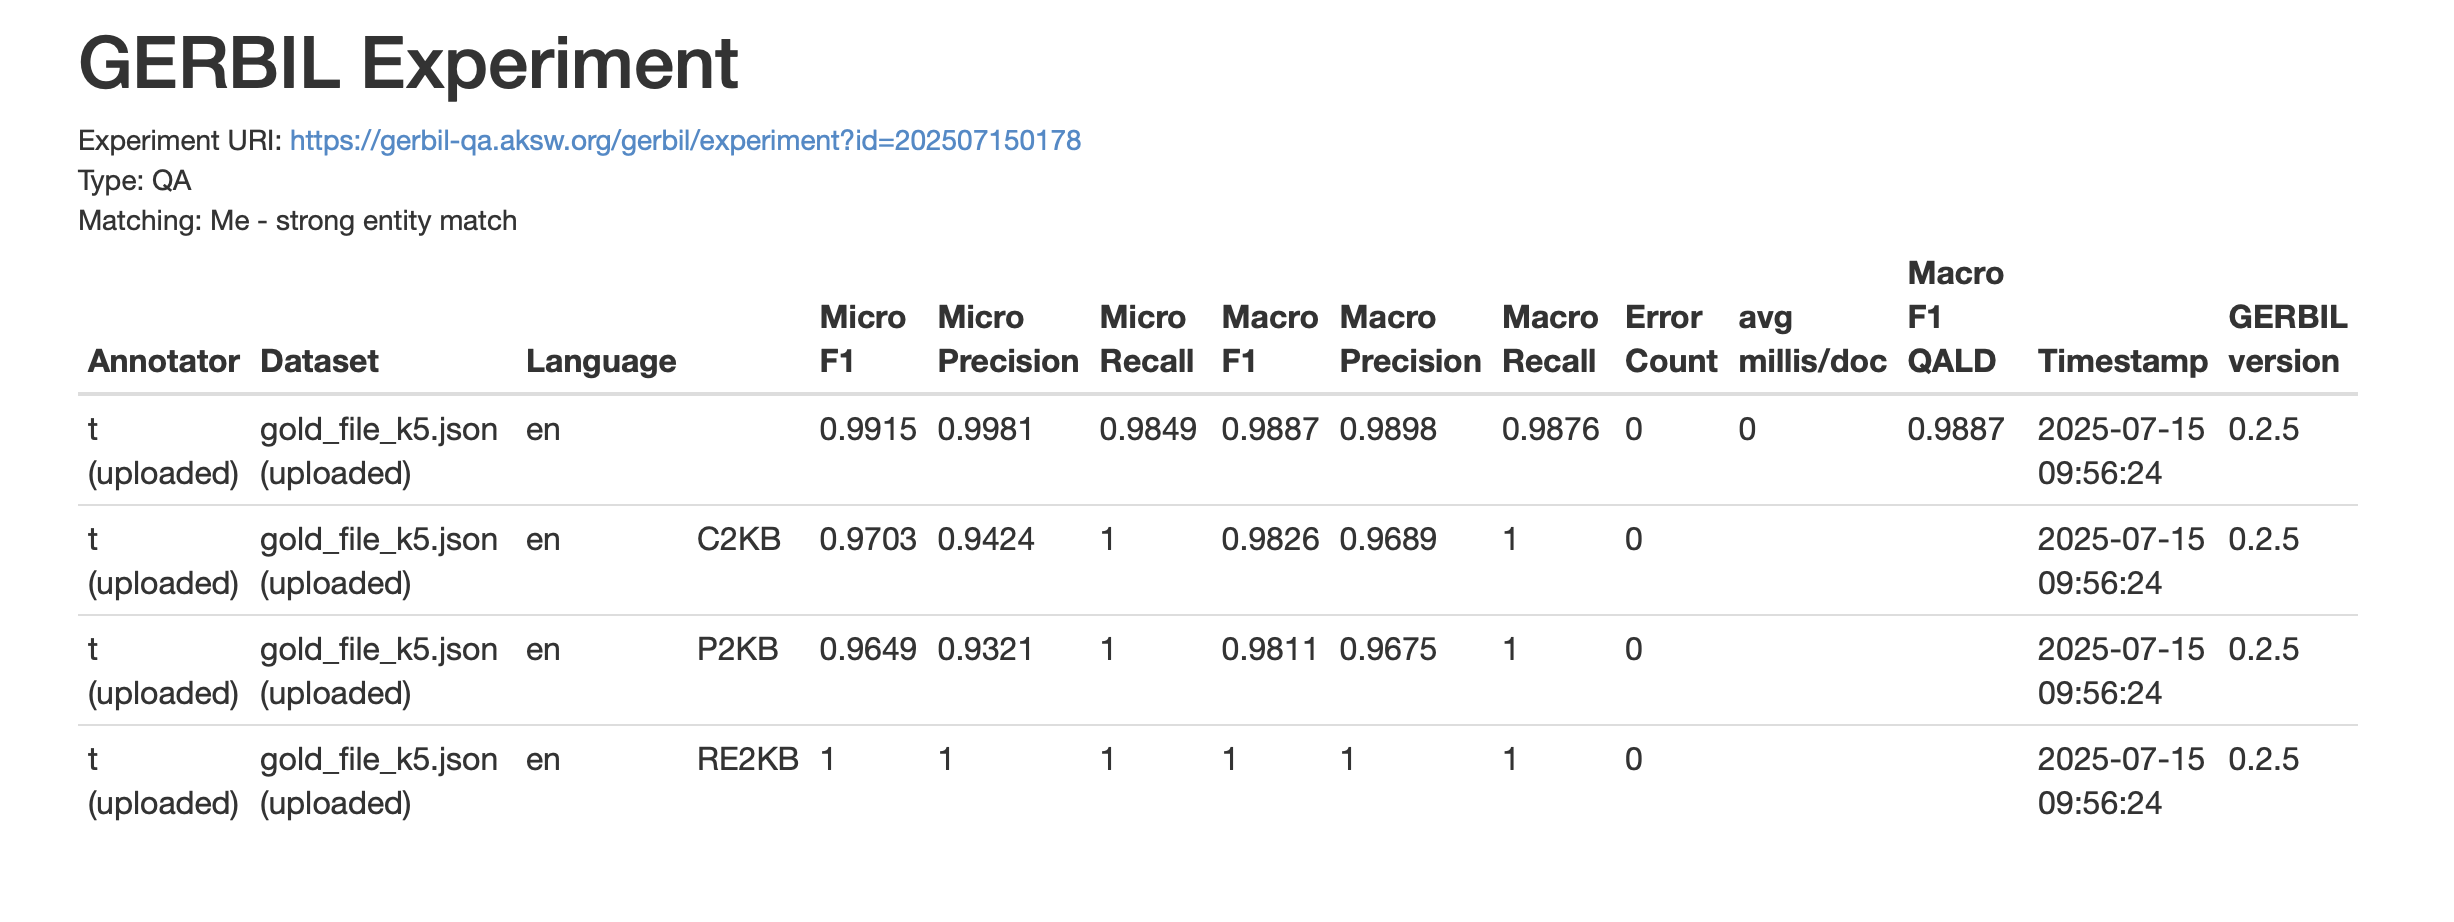 GERBIL Experiment
Experiment URI: https://gerbil-qa.aksw.org/gerbil/experiment?id=202507150178
Type: QA
Matching: Me - strong entity match
Macro
Micro Micro Micro Macro Macro Macro Error avg F1 GERBIL
Annotator Dataset Language F1 Precision Recall F1 Precision Recall Count millis/doc QALD Timestamp version
t gold_file_k5.json en 0.9915 0.9981 0.9849 0.9887 0.9898 0.9876 0 0 0.9887 2025-07-15 0.2.5
(uploaded) (uploaded) 09:56:24
t gold_file_k5.json en C2KB 0.9703 0.9424 1 0.9826 0.9689 1 0 2025-07-15 0.2.5
(uploaded) (uploaded) 09:56:24
t gold_file_k5.json en P2KB 0.9649 0.9321 1 0.9811 0.9675 1 0 2025-07-15 0.2.5
(uploaded) (uploaded) 09:56:24
t gold_file_k5.json en RE2KB 1 1 1 1 1 1 0 2025-07-15 0.2.5
(uploaded) (uploaded) 09:56:24